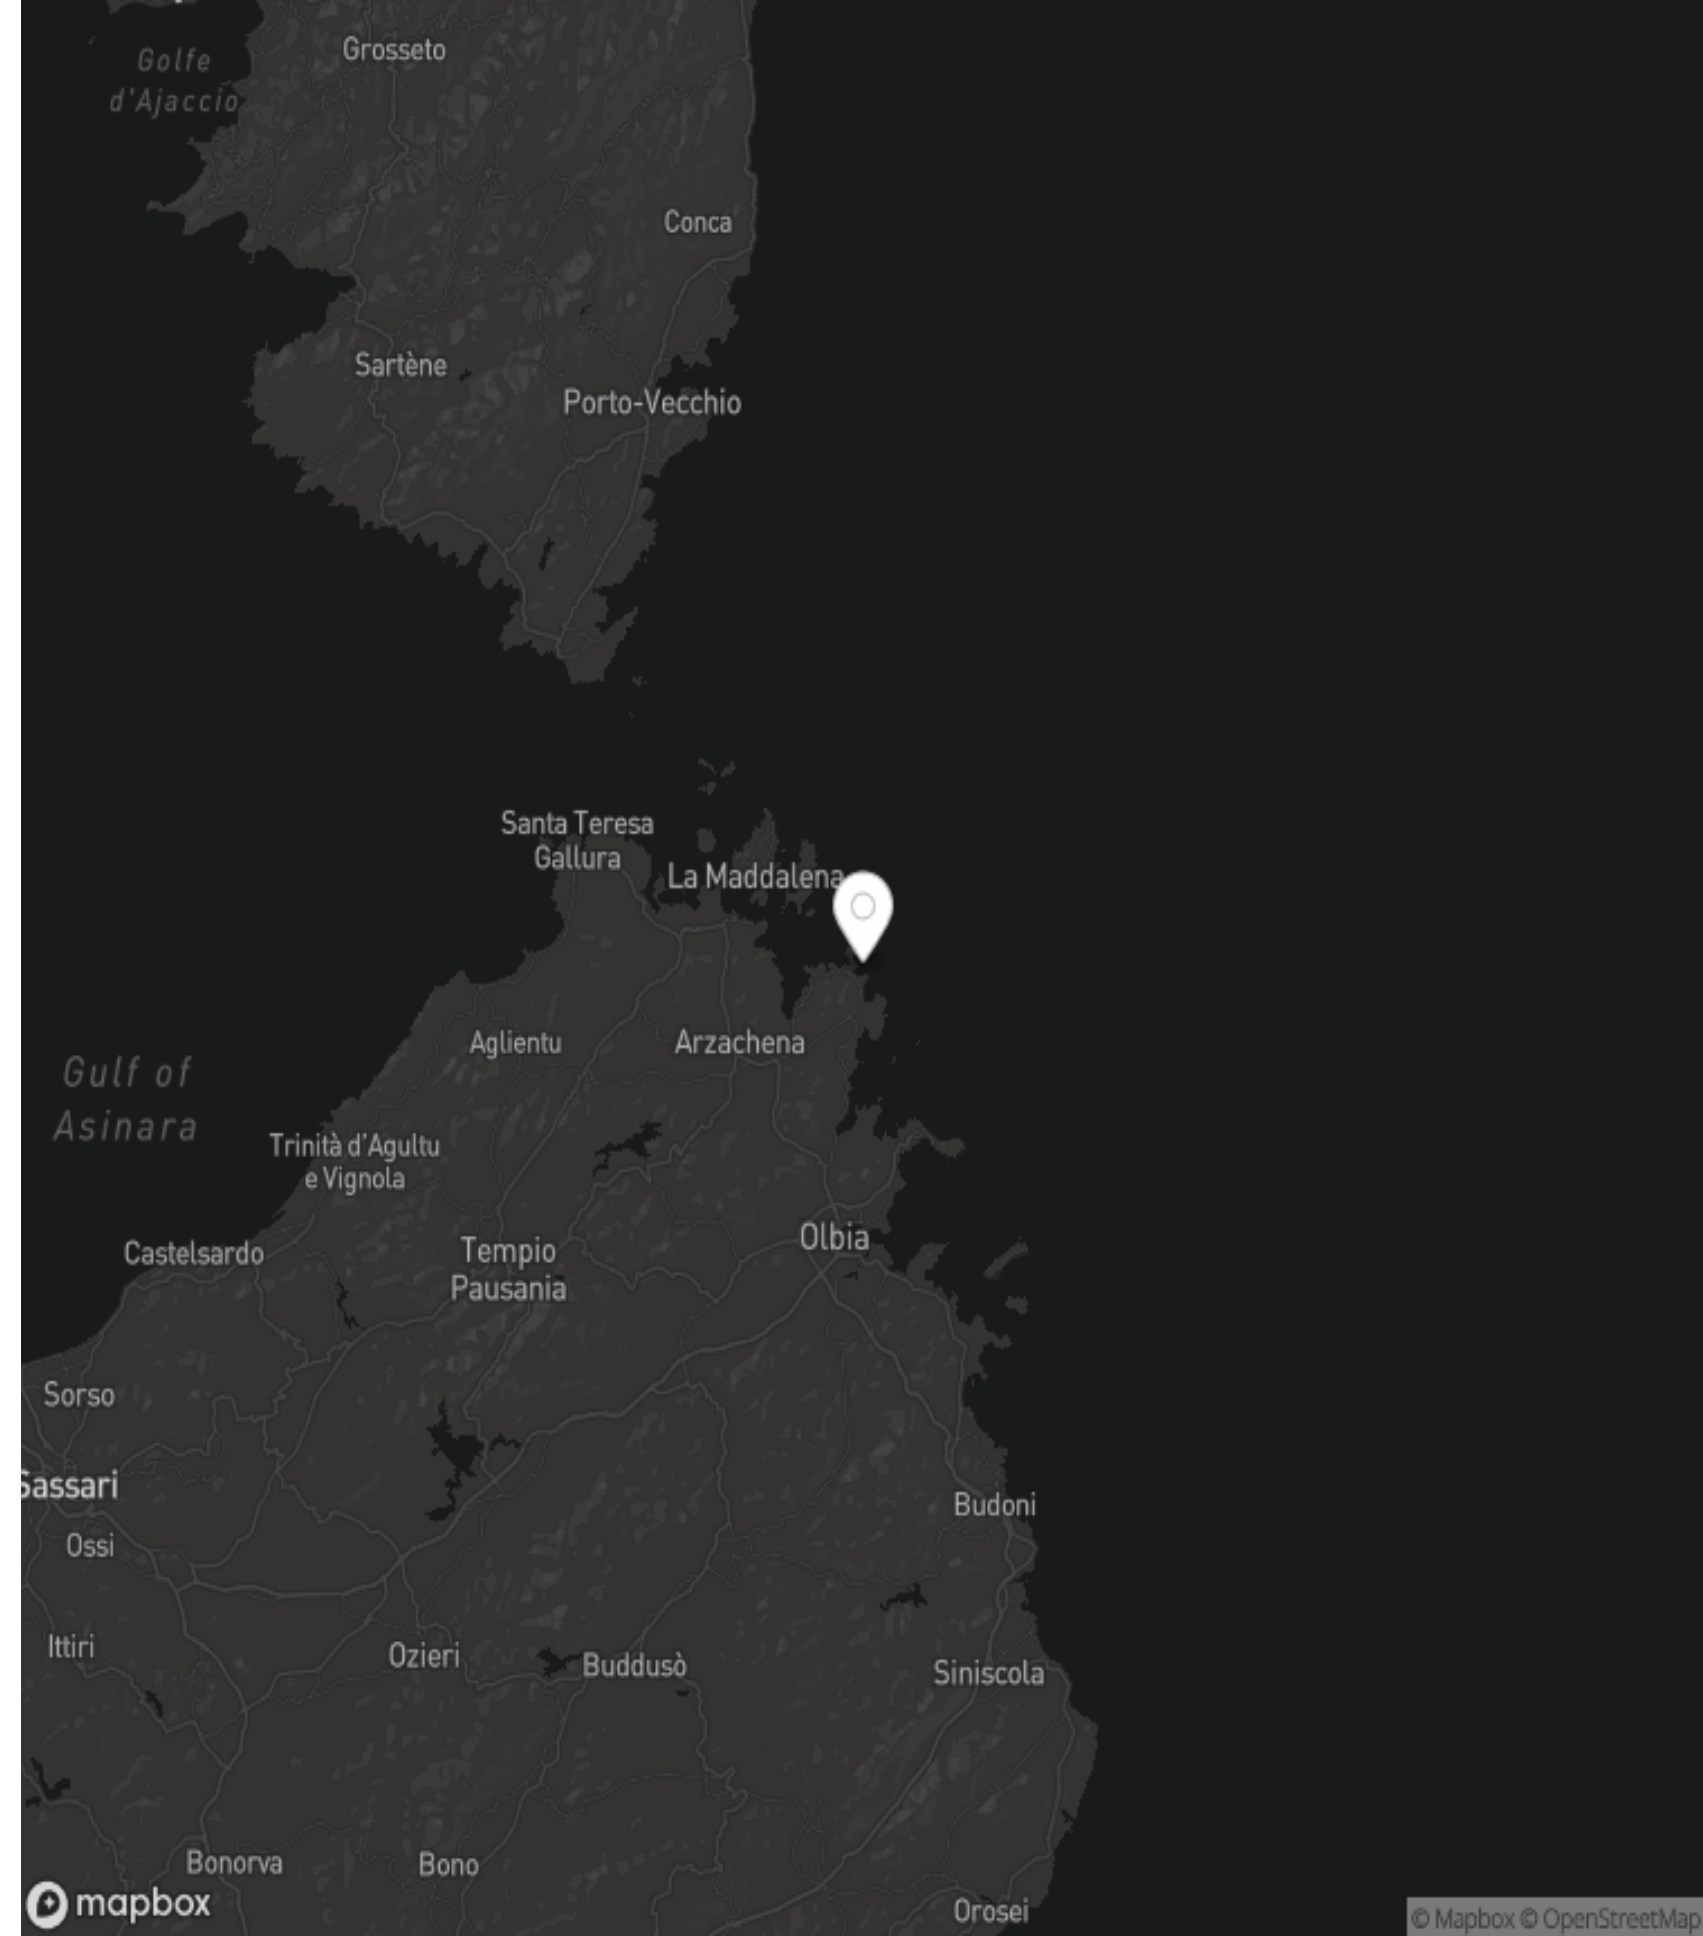 Golfe
d'Ajaccio
Grosseto
Conca
Sartène
Porto-Vecchio
Santa Teresa
Gallura
La Maddalena
Gulf of
Asinara
Aglientu
Arzachena
Trinità d'Agultu
e Vignola
Castelsardo
Tempio
Pausania
Olbia
Sorso
Sassari
Ossi
Budoni
Ittiri
Ozieri
Buddusò
Siniscola
Bonorva
Bono
Orosei
mapbox
© Mapbox © OpenStreetMap